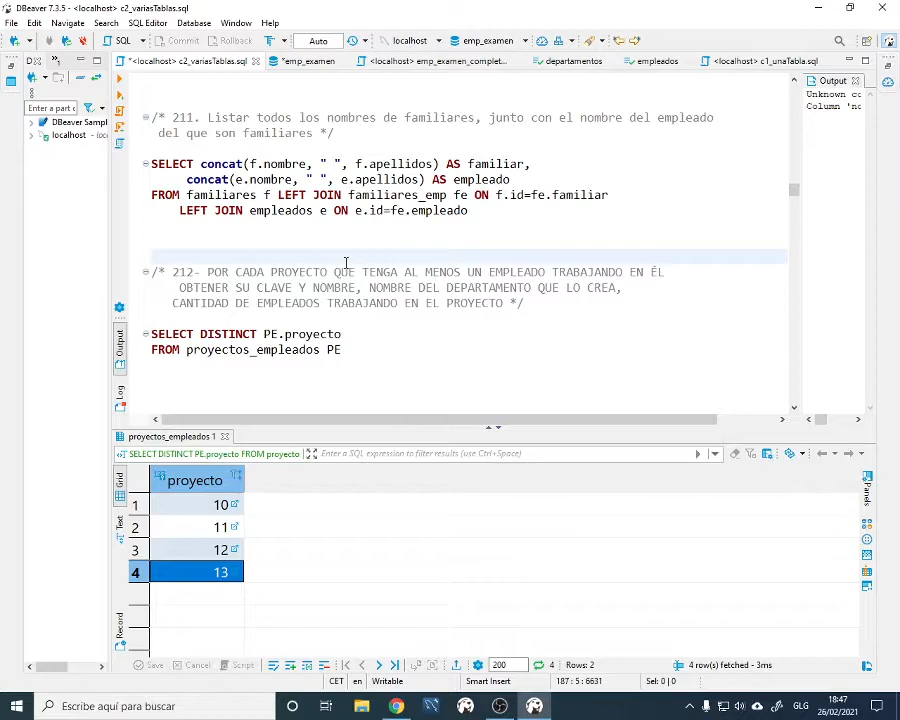 DBeaver 7.3.5 - <localhost> c2_variasTablas.sql
File Edit Navigate Search SQL Editor Database Window Help
SQL Commit Rollback T Auto localhost emp_examen
D *<localhost> c2_variasTablas.sql *emp_examen <localhost> emp_examen_complet... departamentos empleados <localhost> c1_unaTabla.sql
Output
Enter a part o
DBeaver Sampl
localhost
Unknown co
Column 'no
/* 211. Listar todos los nombres de familiares, junto con el nombre del empleado
del que son familiares */
SELECT concat(f.nombre, " ", f.apellidos) AS familiar,
concat(e.nombre, " ", e.apellidos) AS empleado
FROM familiares f LEFT JOIN familiares_emp fe ON f.id=fe.familiar
LEFT JOIN empleados e ON e.id=fe.empleado
/* 212- POR CADA PROYECTO QUE TENGA AL MENOS UN EMPLEADO TRABAJANDO EN ÉL
OBTENER SU CLAVE Y NOMBRE, NOMBRE DEL DEPARTAMENTO QUE LO CREA,
CANTIDAD DE EMPLEADOS TRABAJANDO EN EL PROYECTO */
SELECT DISTINCT PE.proyecto
FROM proyectos_empleados PE
Output
Log
proyectos_empleados 1
SELECT DISTINCT PE.proyecto FROM proyecto Enter a SQL expression to filter results (use Ctrl+Space)
Grid
Text
Record
Panels
proyecto
1 10
2 11
3 12
4 13
Save Cancel Script 200 4 Rows: 2 4 row(s) fetched - 3ms
CET en Writable Smart Insert 187 : 5 : 6631 Sel: 0 | 0
Escribe aquí para buscar
GLG
18:47
26/02/2021